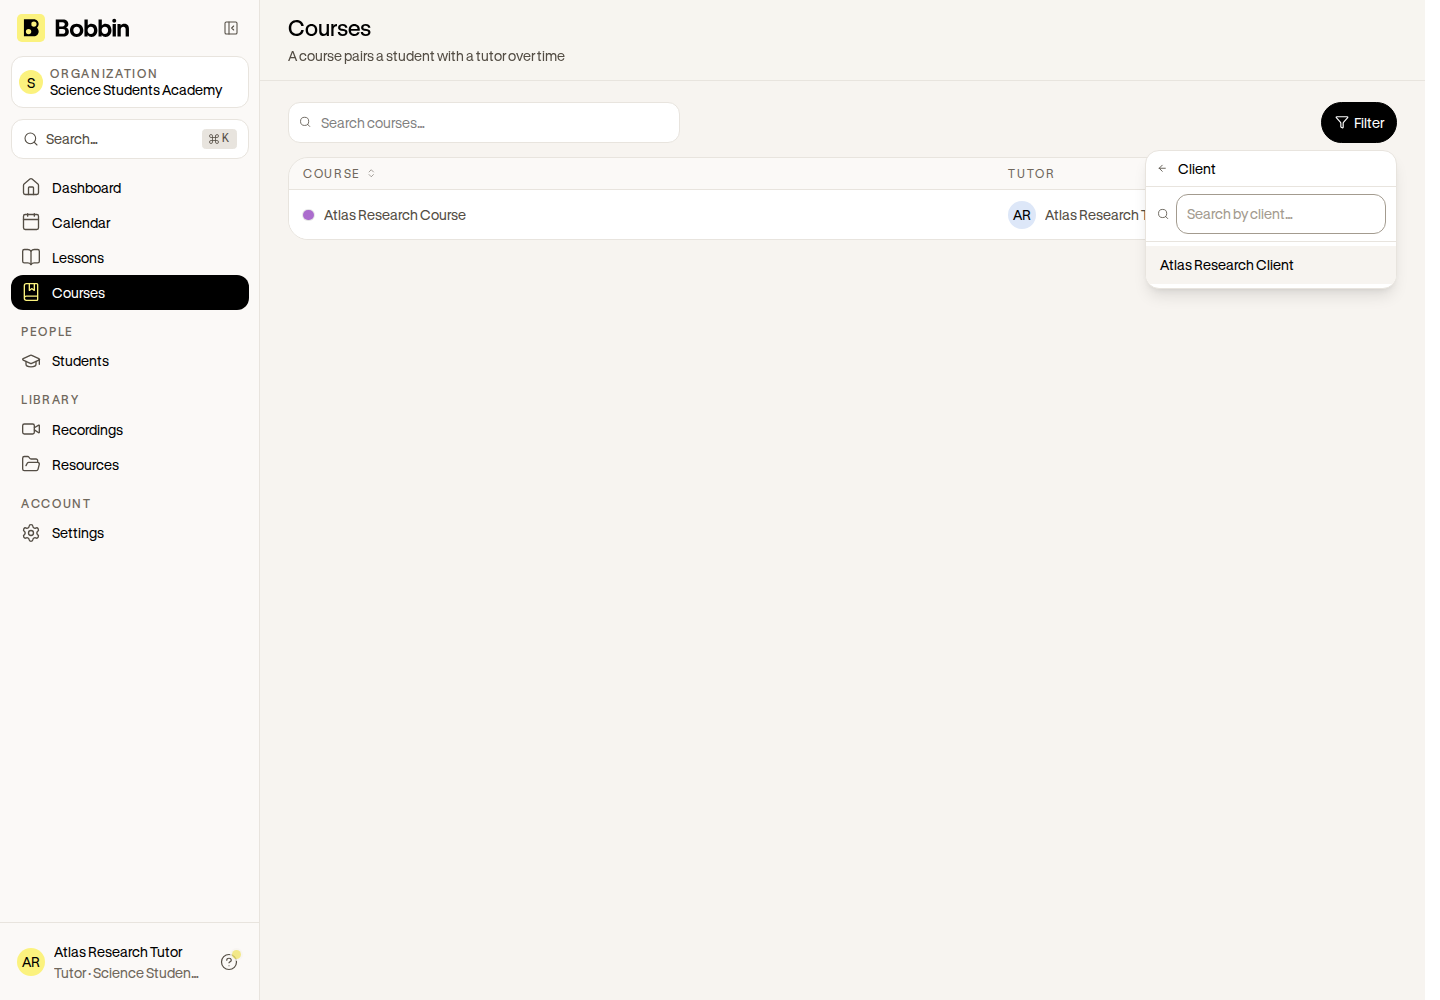 Bobbin
ORGANIZATION
S
Science Students Academy
Search...
⌘ K
Dashboard
Calendar
Lessons
Courses
PEOPLE
Students
LIBRARY
Recordings
Resources
ACCOUNT
Settings
AR
Atlas Research Tutor
Tutor · Science Studen...
Courses
A course pairs a student with a tutor over time
Search courses...
Filter
COURSE
TUTOR
Atlas Research Course
AR
Atlas Research
Client
Search by client...
Atlas Research Client